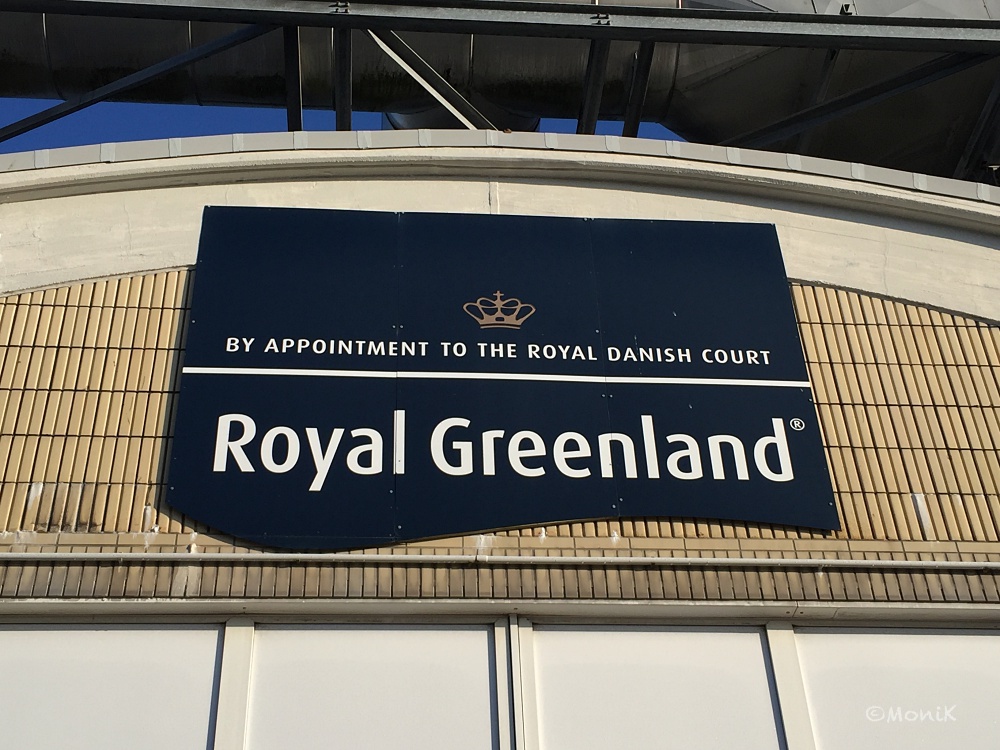 BY APPOINTMENT TO THE ROYAL DANISH COURT
Royal Greenland®
©MoniK